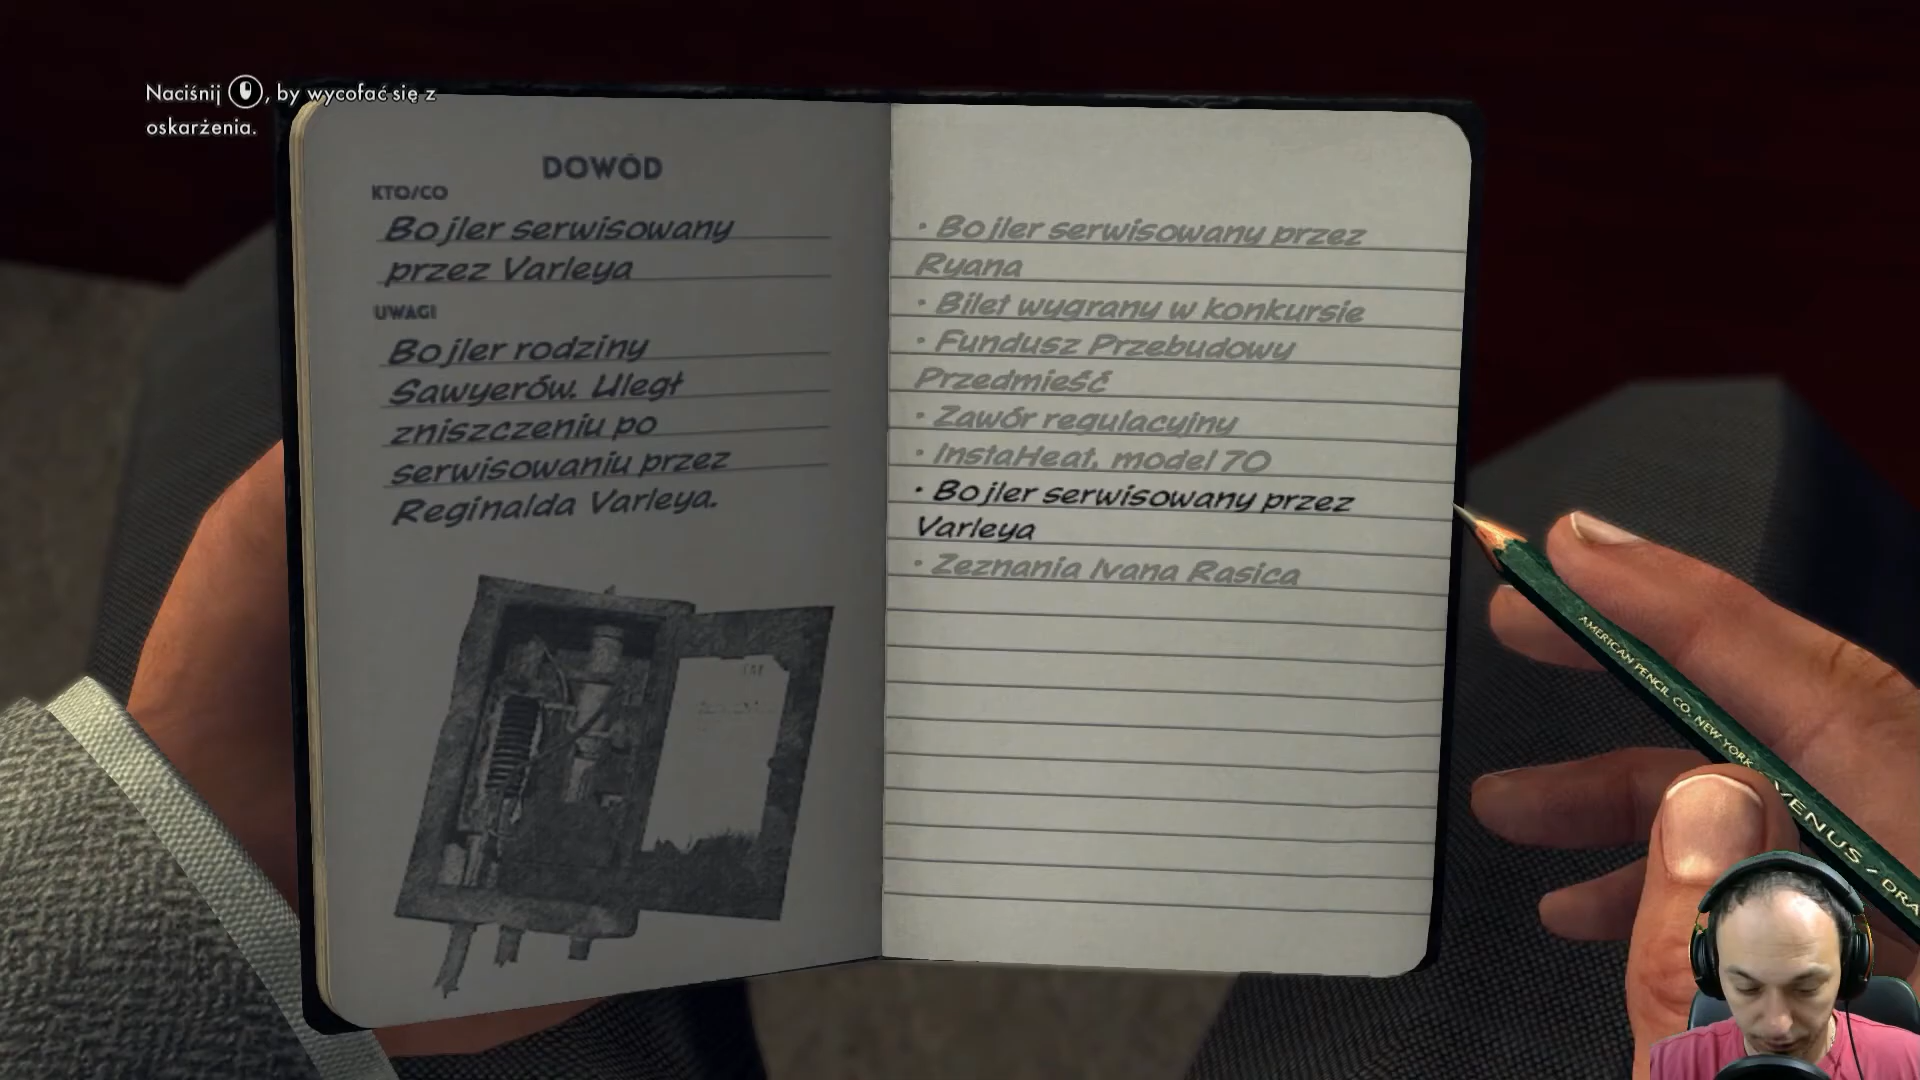 Naciśnij , by wycofać się z
oskarżenia.
DOWÓD
KTO/CO
Bojler serwisowany
przez Varleya
UWAGI
Bojler rodziny
Sawyerów. Uległ
zniszczeniu po
serwisowaniu przez
Reginalda Varleya.
• Bojler serwisowany przez
Ryana
• Bilet wygrany w konkursie
• Fundusz Przebudowy
Przedmieść
• Zawór regulacyjny
• InstaHeat, model 70
• Bojler serwisowany przez
Varleya
• Zeznania Ivana Rasica
AMERICAN PENCIL CO. NEW YORK
VENUS / DRA